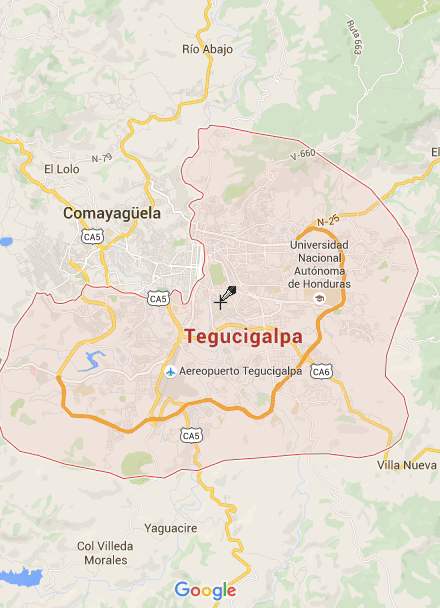 Río Abajo
Ruta 663
V-660
N-79
El Lolo
El
Comayagüela
N-25
CA5
Universidad
Nacional
Autónoma
de Honduras
CA5
Tegucigalpa
Aereopuerto Tegucigalpa
CA6
CA5
Villa Nueva
Yaguacire
Col Villeda
Morales
Google